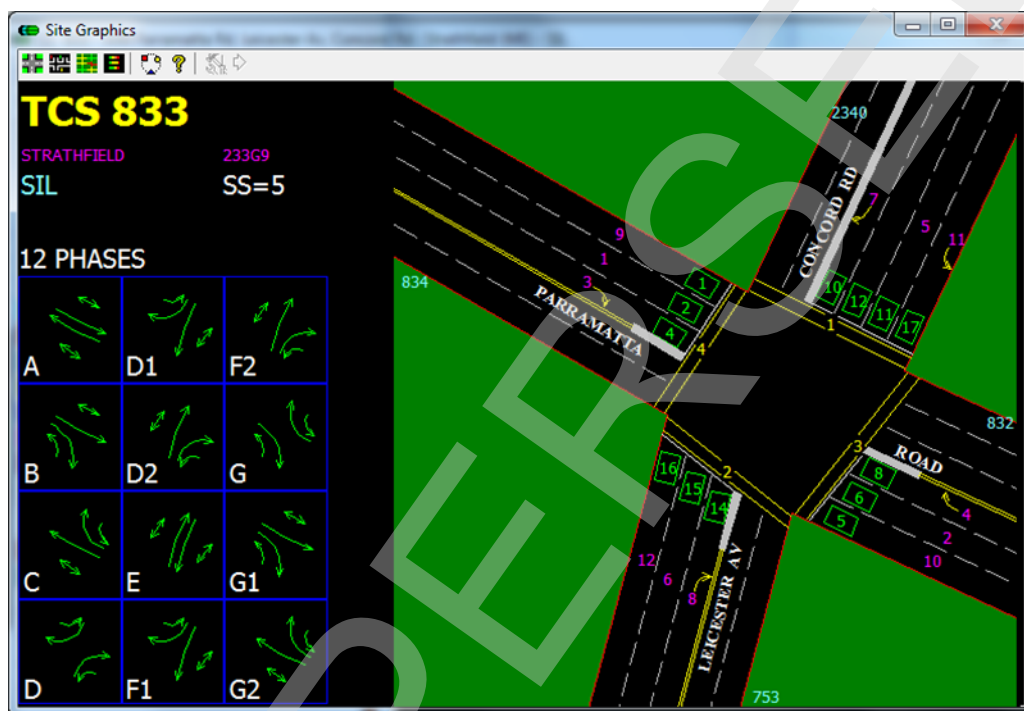 Site Graphics
TCS 833
STRATHFIELD 233G9
SIL SS=5
12 PHASES
A D1 F2
B D2 G
C E G1
D F1 G2
2340
CONCORD RD
7
5
11
10 12 11 17
1
9
1
3
1
2
4
4
834
PARRAMATTA
832
3
ROAD
8
6
5
4
2
10
2
16 15 14
12
6
8
LEICESTER AV
753